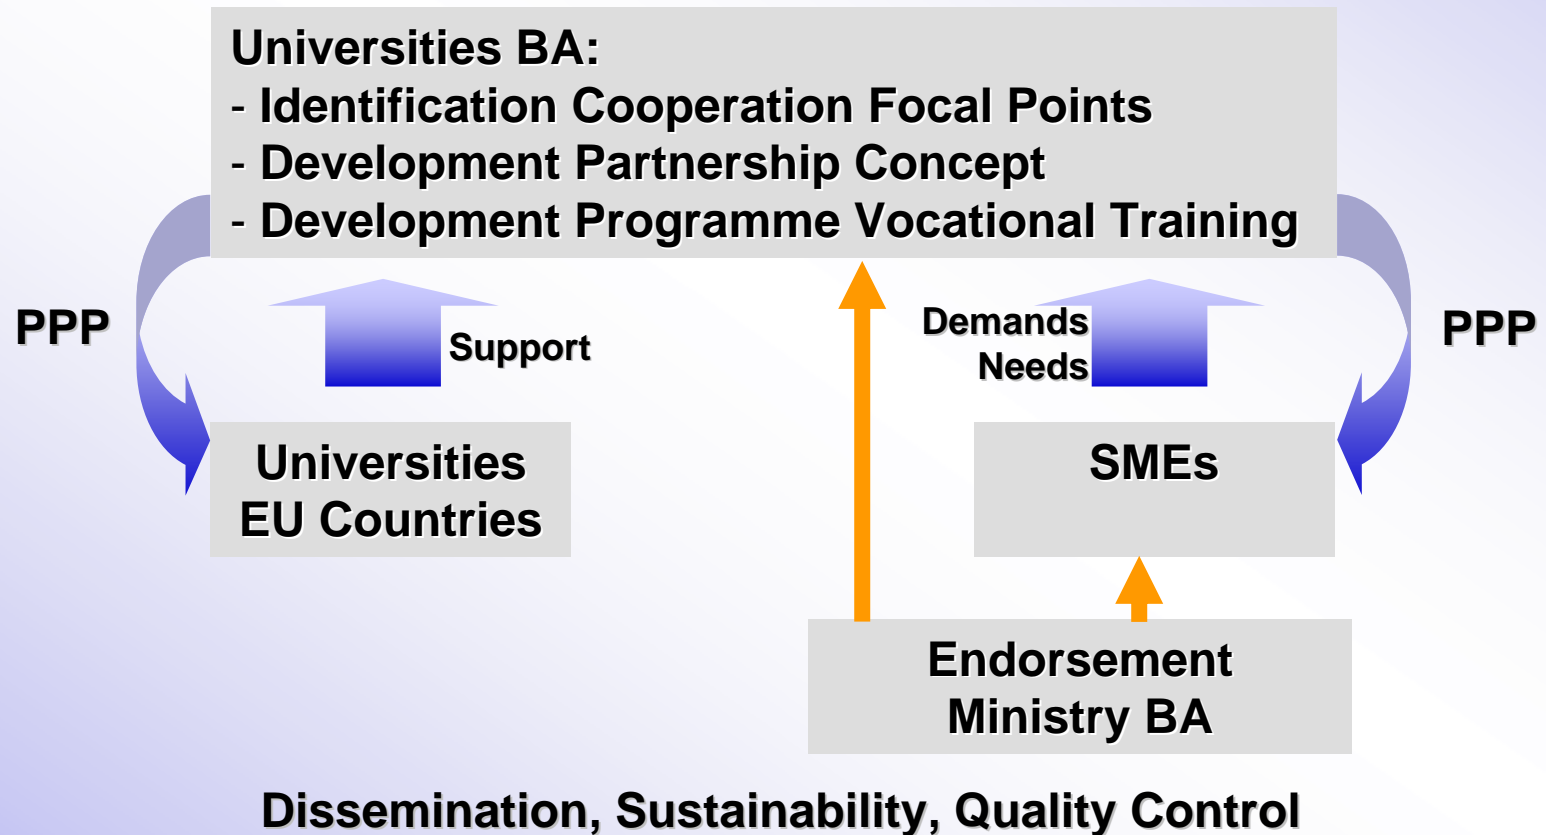 Universities BA:
- Identification Cooperation Focal Points
- Development Partnership Concept
- Development Programme Vocational Training
PPP
Support
Demands
Needs
PPP
Universities
EU Countries
SMEs
Endorsement
Ministry BA
Dissemination, Sustainability, Quality Control